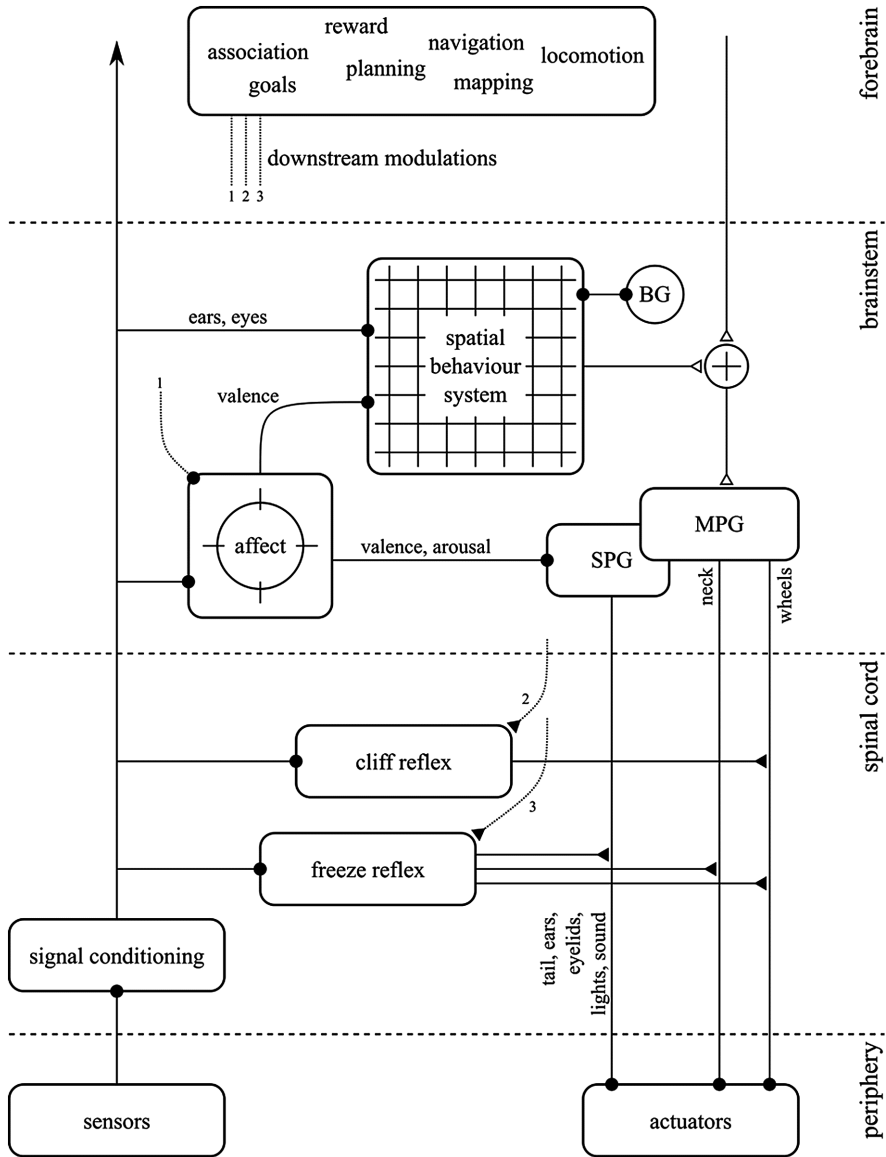 reward
association
navigation
locomotion
planning
goals
mapping
forebrain
downstream modulations
1 2 3
brainstem
BG
ears, eyes
spatial
behaviour
system
1
valence
MPG
affect
valence, arousal
SPG
neck
wheels
spinal cord
2
cliff reflex
3
freeze reflex
tail, ears,
eyelids,
lights, sound
signal conditioning
periphery
sensors
actuators